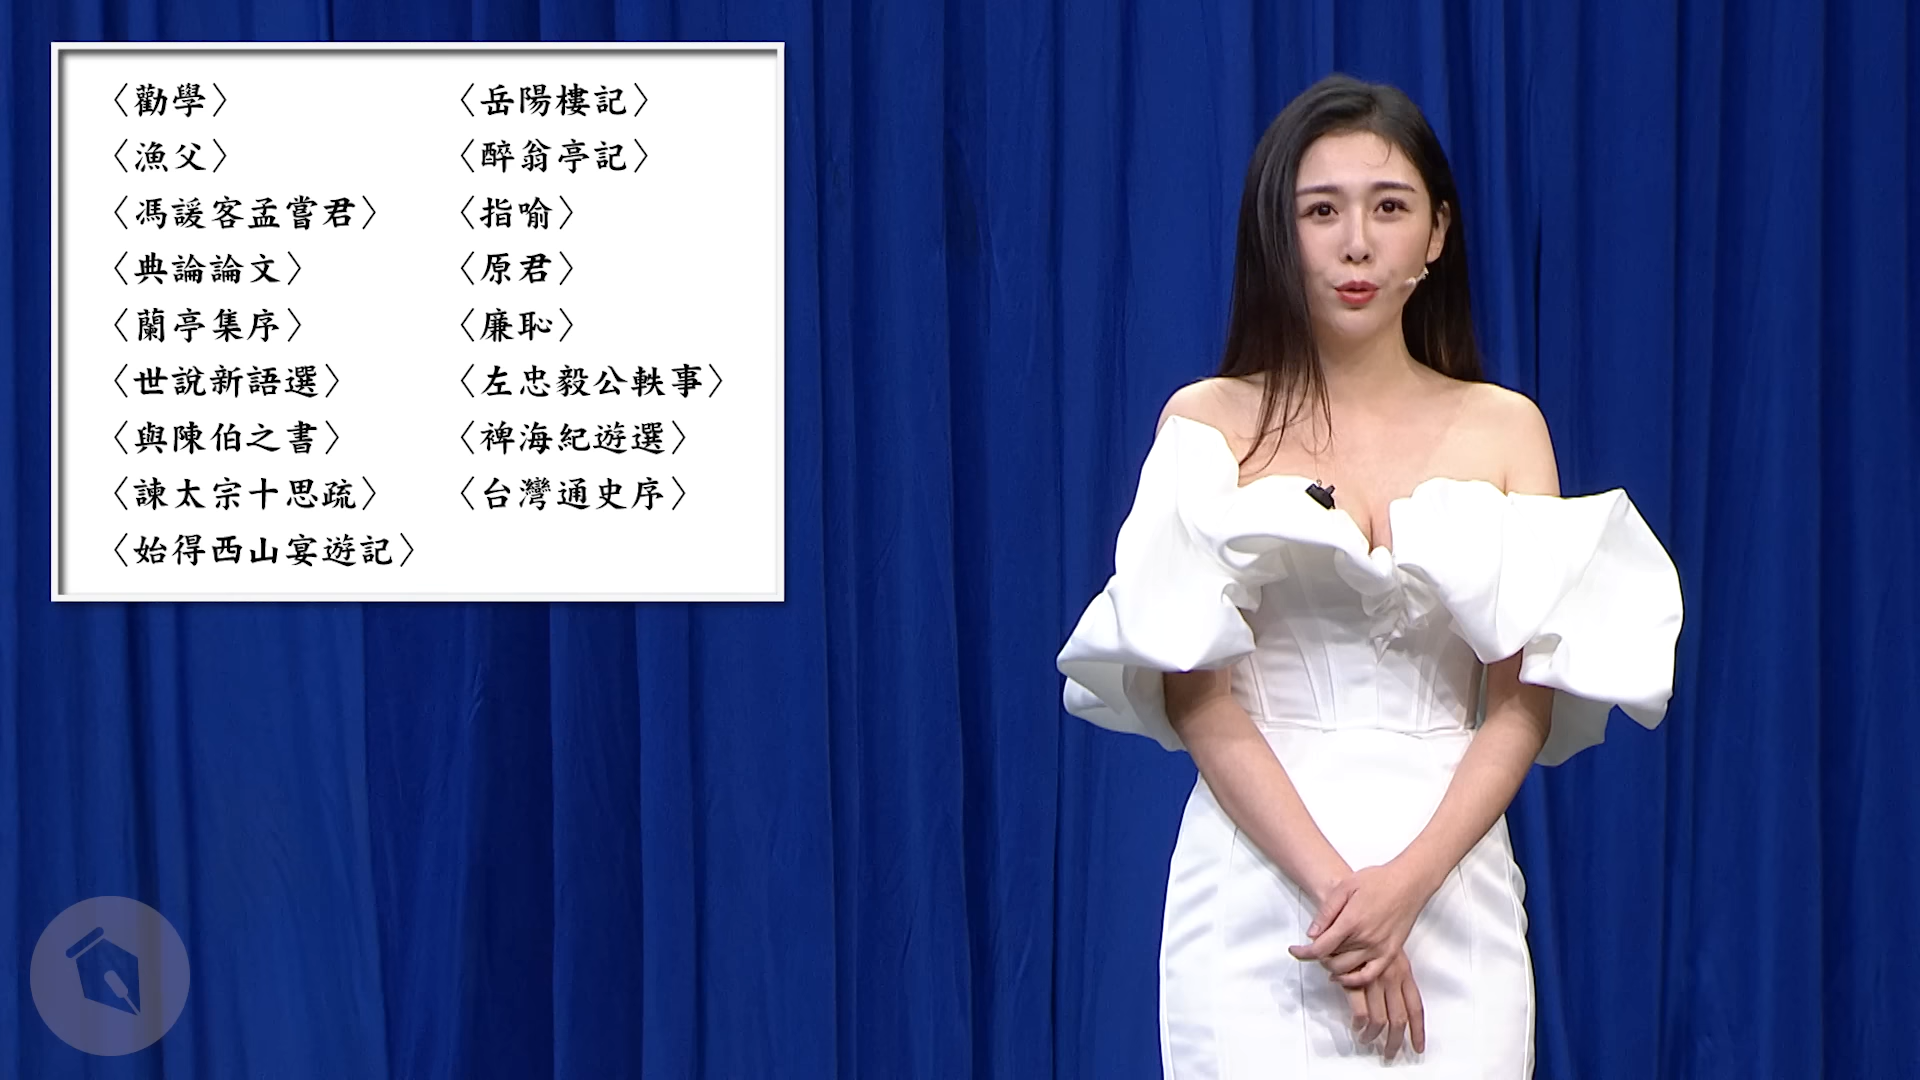 〈勸學〉
〈漁父〉
〈馮諼客孟嘗君〉
〈典論論文〉
〈蘭亭集序〉
〈世說新語選〉
〈與陳伯之書〉
〈諫太宗十思疏〉
〈始得西山宴遊記〉
〈岳陽樓記〉
〈醉翁亭記〉
〈指喻〉
〈原君〉
〈廉恥〉
〈左忠毅公軼事〉
〈裨海紀遊選〉
〈台灣通史序〉